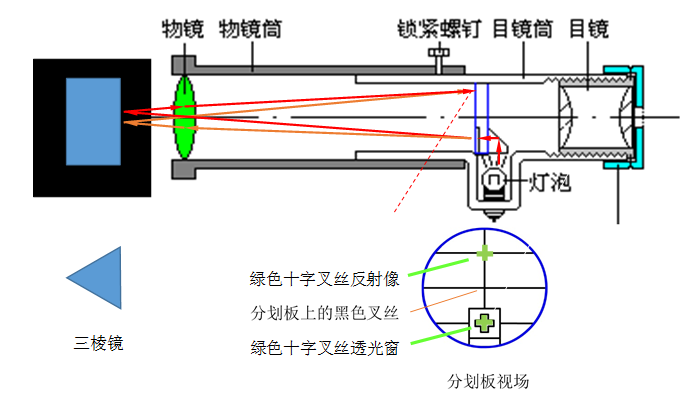 物镜 物镜筒 锁紧螺钉 目镜筒 目镜
灯泡
绿色十字叉丝反射像
分划板上的黑色叉丝
三棱镜
绿色十字叉丝透光窗
分划板视场